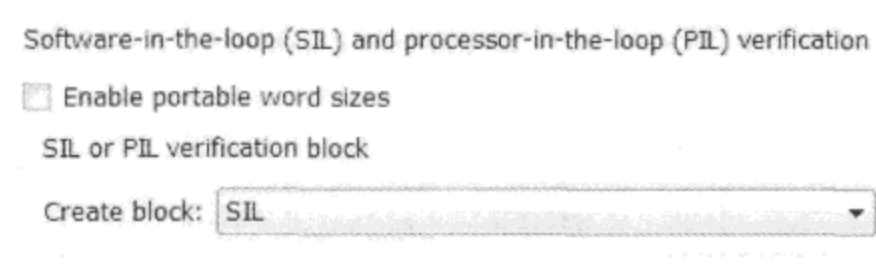 Software-in-the-loop (SIL) and processor-in-the-loop (PIL) verification
Enable portable word sizes
SIL or PIL verification block
Create block: SIL